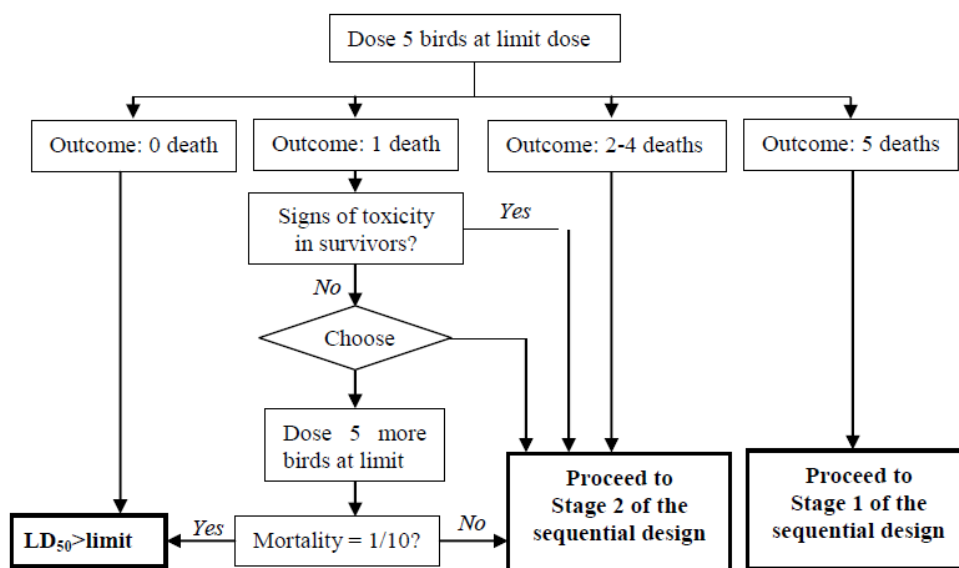 Dose 5 birds at limit dose
Outcome: 0 death
Outcome: 1 death
Outcome: 2-4 deaths
Outcome: 5 deaths
Signs of toxicity
in survivors?
Yes
No
Choose
Dose 5 more
birds at limit
Proceed to
Stage 2 of the
sequential design
Proceed to
Stage 1 of the
sequential design
LD₅₀>limit
Yes
Mortality = 1/10?
No